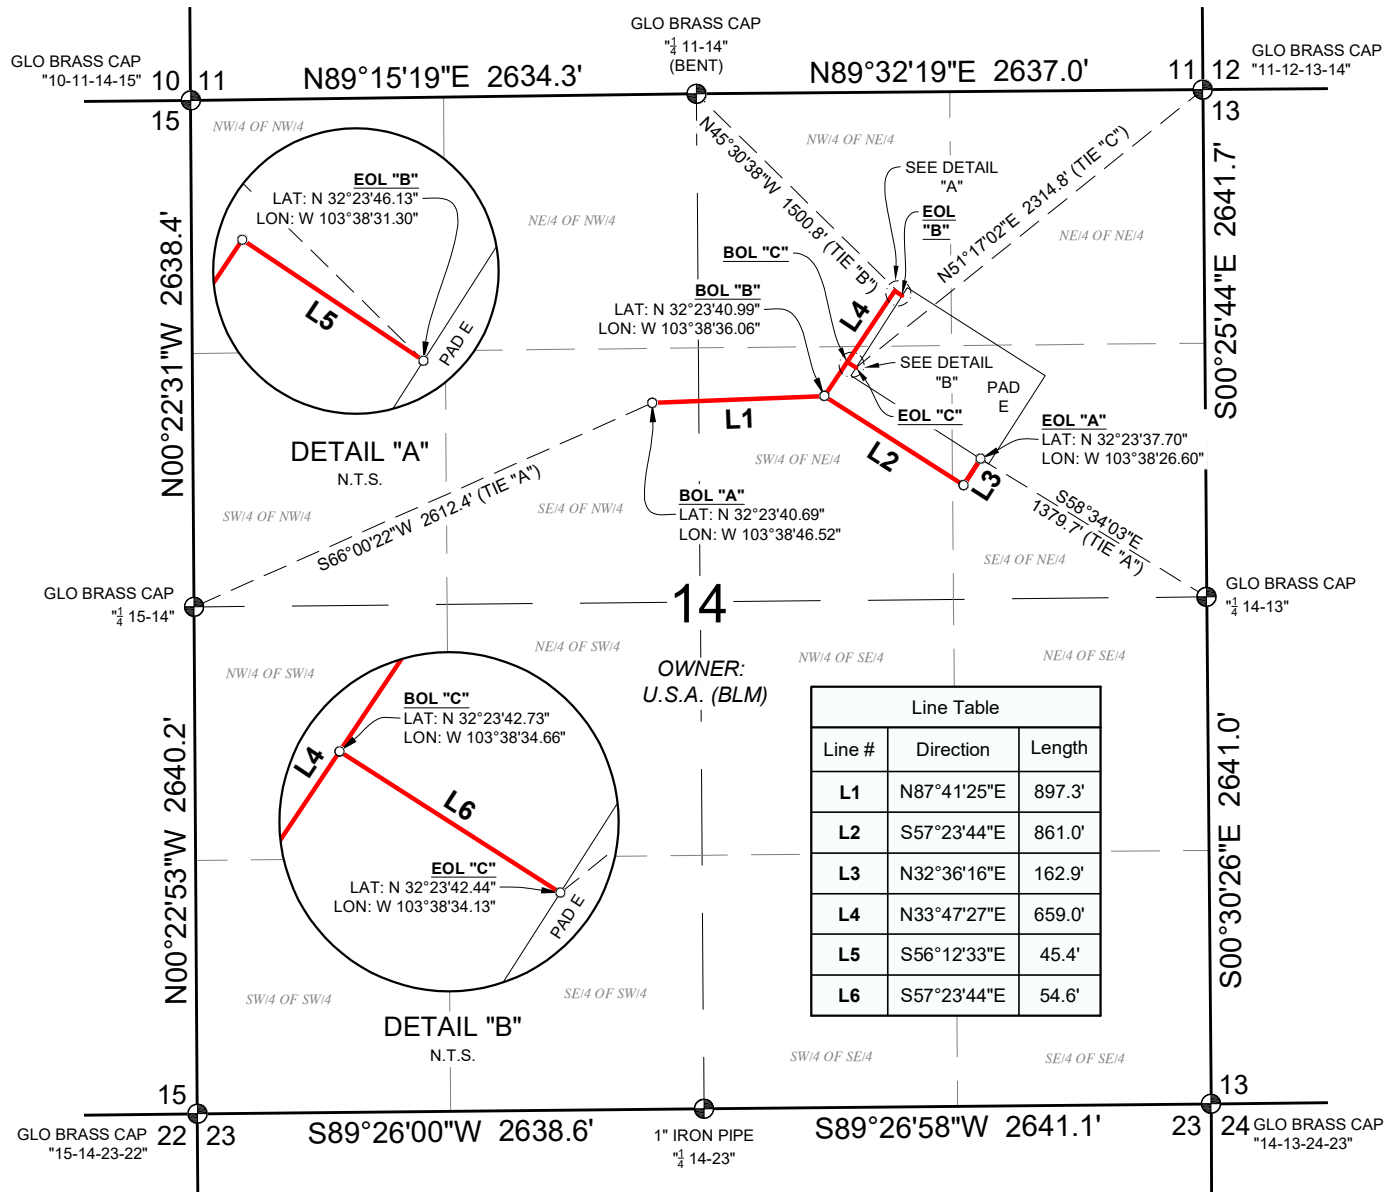 GLO BRASS CAP
"1/4 11-14"
(BENT)
GLO BRASS CAP
"10-11-14-15"
10 11
15
N89°15'19"E 2634.3'
N89°32'19"E 2637.0'
11 12
13
GLO BRASS CAP
"11-12-13-14"
NW/4 OF NW/4
NE/4 OF NW/4
NW/4 OF NE/4
NE/4 OF NE/4
N45°30'38"W 1500.8' (TIE "B")
N51°17'02"E 2314.8' (TIE "C")
SEE DETAIL
"A"
EOL
"B"
BOL "C"
BOL "B"
LAT: N 32°23'40.99"
LON: W 103°38'36.06"
L4
SEE DETAIL
"B"
EOL "C"
PAD
E
EOL "A"
LAT: N 32°23'37.70"
LON: W 103°38'26.60"
EOL "B"
LAT: N 32°23'46.13"
LON: W 103°38'31.30"
L5
PAD E
DETAIL "A"
N.T.S.
N00°22'31"W 2638.4'
S00°25'44"E 2641.7'
L1
L2
L3
SW/4 OF NE/4
BOL "A"
LAT: N 32°23'40.69"
LON: W 103°38'46.52"
S66°00'22"W 2612.4' (TIE "A")
S58°34'03"E
1379.7' (TIE "A")
SW/4 OF NW/4
SE/4 OF NW/4
SE/4 OF NE/4
GLO BRASS CAP
"1/4 15-14"
14
GLO BRASS CAP
"1/4 14-13"
OWNER:
U.S.A. (BLM)
NW/4 OF SW/4
NE/4 OF SW/4
NW/4 OF SE/4
NE/4 OF SE/4
BOL "C"
LAT: N 32°23'42.73"
LON: W 103°38'34.66"
L4
L6
EOL "C"
LAT: N 32°23'42.44"
LON: W 103°38'34.13"
PAD E
DETAIL "B"
N.T.S.
Line Table
Line # Direction Length
L1 N87°41'25"E 897.3'
L2 S57°23'44"E 861.0'
L3 N32°36'16"E 162.9'
L4 N33°47'27"E 659.0'
L5 S56°12'33"E 45.4'
L6 S57°23'44"E 54.6'
N00°22'53"W 2640.2'
S00°30'26"E 2641.0'
SW/4 OF SW/4
SE/4 OF SW/4
SW/4 OF SE/4
SE/4 OF SE/4
15
22 23
GLO BRASS CAP
"15-14-23-22"
S89°26'00"W 2638.6'
1" IRON PIPE
"1/4 14-23"
S89°26'58"W 2641.1'
13
23 24
GLO BRASS CAP
"14-13-24-23"